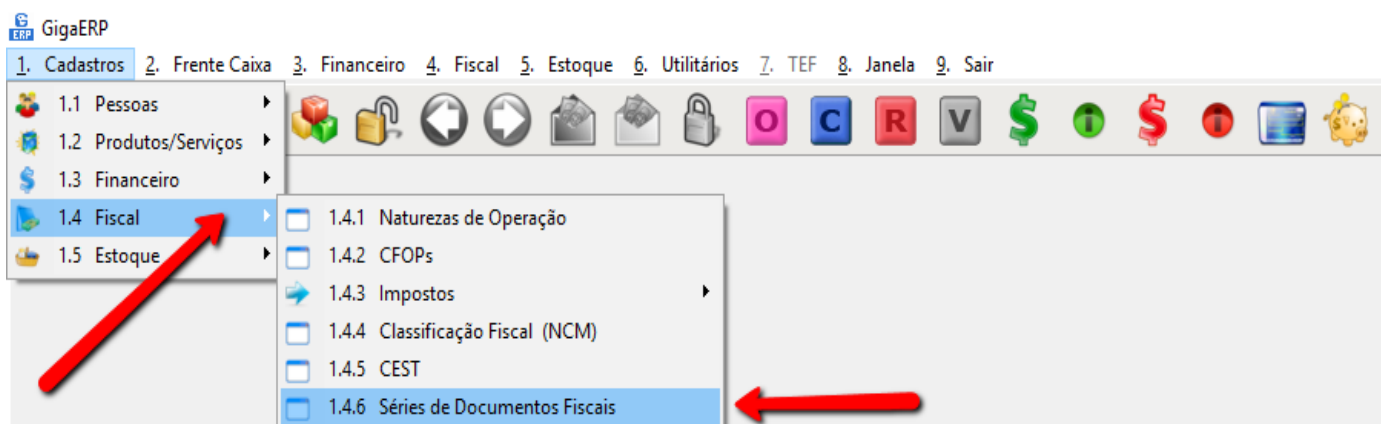 ERP GigaERP
1. Cadastros 2. Frente Caixa 3. Financeiro 4. Fiscal 5. Estoque 6. Utilitários 7. TEF 8. Janela 9. Sair
1.1 Pessoas
1.2 Produtos/Serviços
1.3 Financeiro
1.4 Fiscal
1.5 Estoque
O C R V $ i $ i
1.4.1 Naturezas de Operação
1.4.2 CFOPs
1.4.3 Impostos
1.4.4 Classificação Fiscal (NCM)
1.4.5 CEST
1.4.6 Séries de Documentos Fiscais